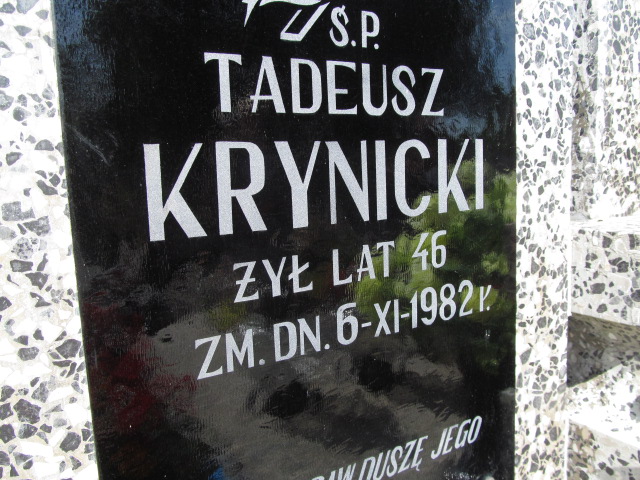 Ś.P.
TADEUSZ
KRYNICKI
ŻYŁ LAT 46
ZM. DN. 6-XI-1982 r.
DUSZĘ JEGO